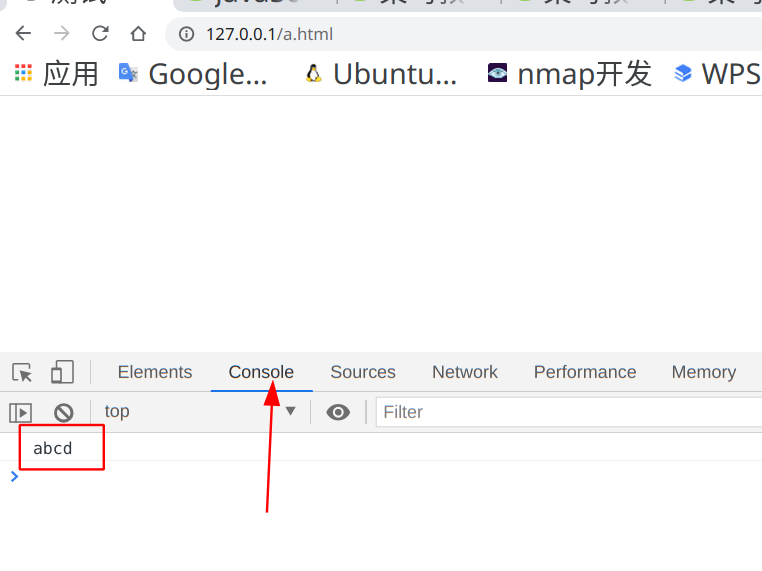 127.0.0.1/a.html
应用 Google... Ubuntu... nmap开发 WPS
Elements Console Sources Network Performance Memory
top Filter
abcd